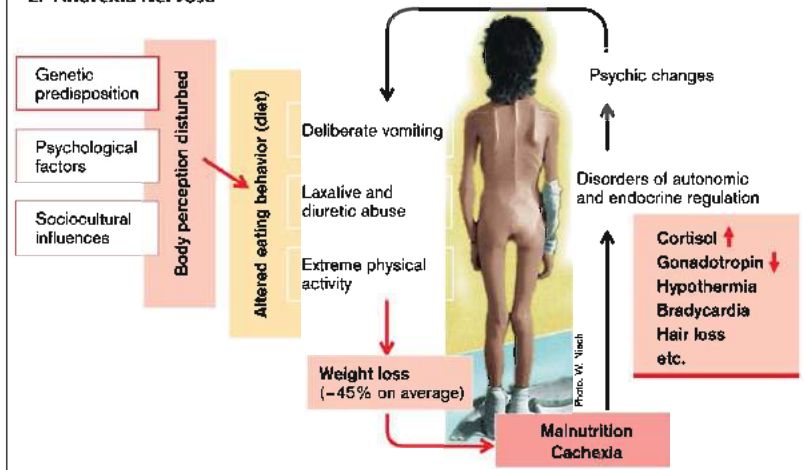 Genetic
predisposition
Psychological
factors
Sociocultural
influences
Body perception disturbed
Altered eating behavior (diet)
Deliberate vomiting
Laxalive and
diuretic abuse
Extreme physical
activity
Weight loss
(–45% on average)
Malnutrition
Cachexia
Psychic changes
Disorders of autonomic
and endocrine regulation
Cortisol
Gonadotropin
Hypothermia
Bradycardia
Hair loss
etc.
Photo: W.